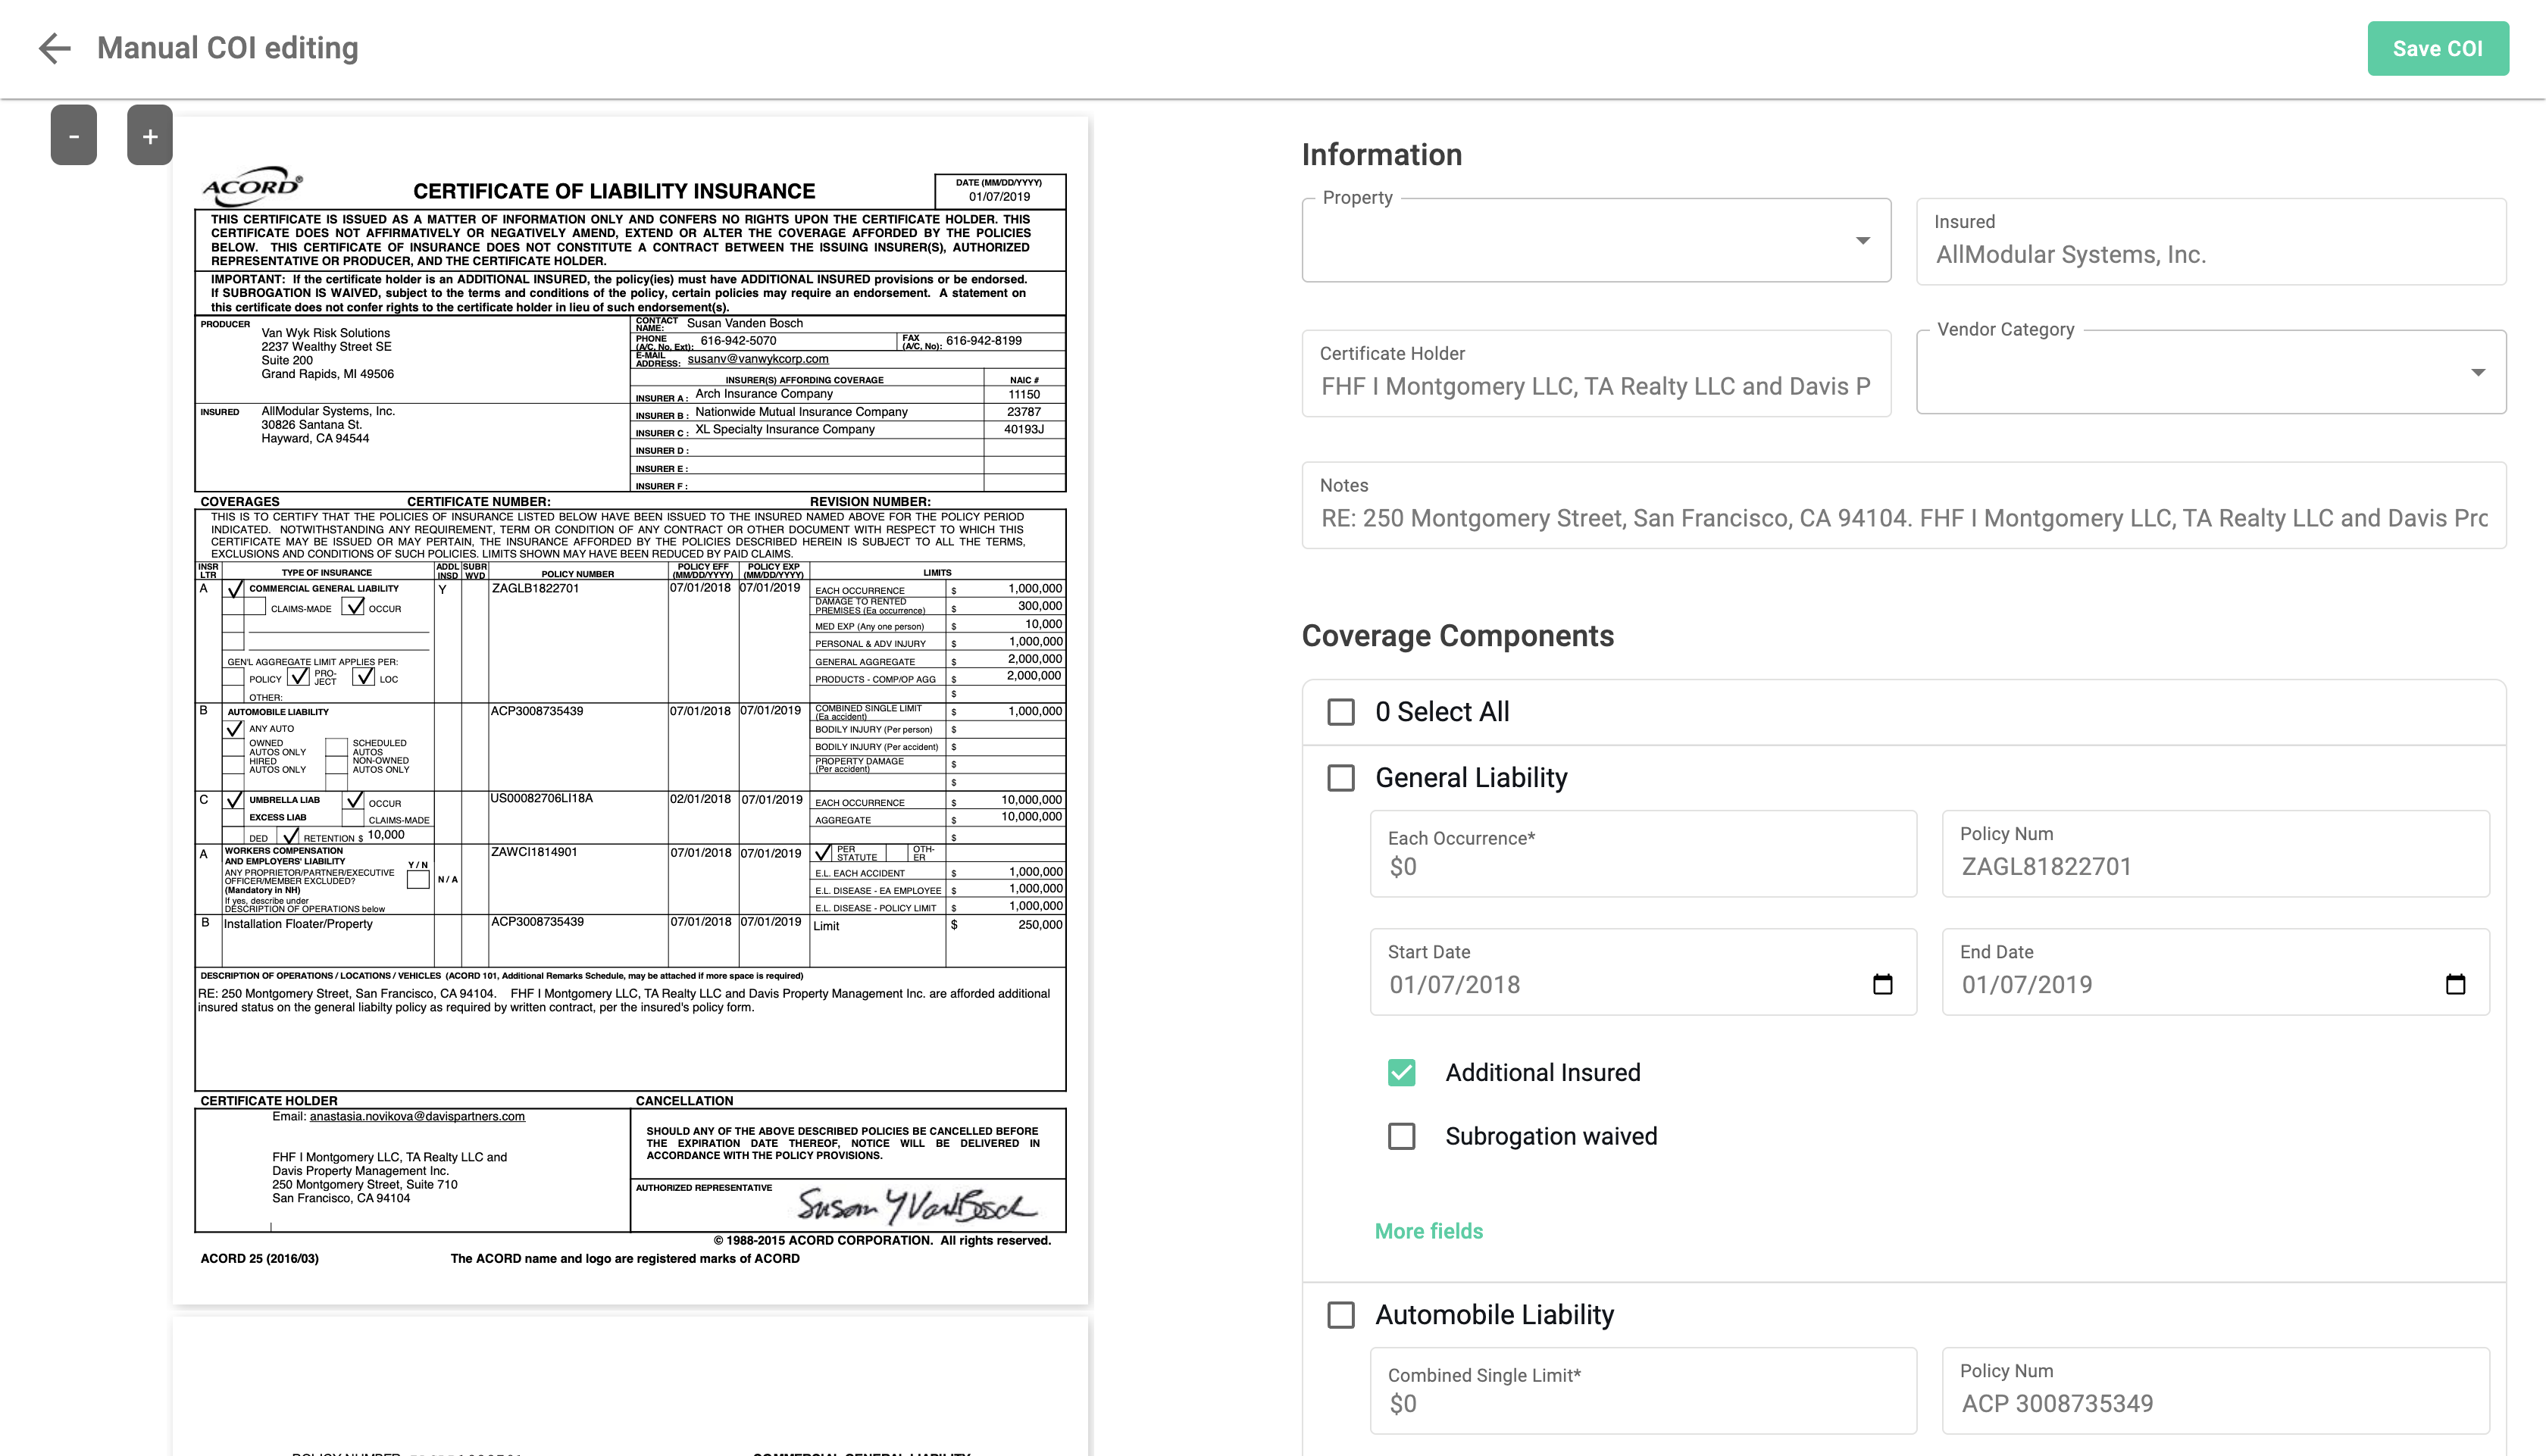 Manual COI editing
Save COI
-
+
ACORD®
CERTIFICATE OF LIABILITY INSURANCE
DATE (MM/DD/YYYY)
01/07/2019
THIS CERTIFICATE IS ISSUED AS A MATTER OF INFORMATION ONLY AND CONFERS NO RIGHTS UPON THE CERTIFICATE HOLDER. THIS
CERTIFICATE DOES NOT AFFIRMATIVELY OR NEGATIVELY AMEND, EXTEND OR ALTER THE COVERAGE AFFORDED BY THE POLICIES
BELOW. THIS CERTIFICATE OF INSURANCE DOES NOT CONSTITUTE A CONTRACT BETWEEN THE ISSUING INSURER(S), AUTHORIZED
REPRESENTATIVE OR PRODUCER, AND THE CERTIFICATE HOLDER.
IMPORTANT: If the certificate holder is an ADDITIONAL INSURED, the policy(ies) must have ADDITIONAL INSURED provisions or be endorsed.
If SUBROGATION IS WAIVED, subject to the terms and conditions of the policy, certain policies may require an endorsement. A statement on
this certificate does not confer rights to the certificate holder in lieu of such endorsement(s).
PRODUCER
Van Wyk Risk Solutions
2237 Wealthy Street SE
Suite 200
Grand Rapids, MI 49506
CONTACT NAME: Susan Vanden Bosch
PHONE (A/C, No, Ext): 616-942-5070
FAX (A/C, No): 616-942-8199
E-MAIL ADDRESS: susanv@vanwykcorp.com
INSURER(S) AFFORDING COVERAGE NAIC #
INSURER A : Arch Insurance Company 11150
INSURED
AllModular Systems, Inc.
30826 Santana St.
Hayward, CA 94544
INSURER B : Nationwide Mutual Insurance Company 23787
INSURER C : XL Specialty Insurance Company 40193J
INSURER D :
INSURER E :
INSURER F :
COVERAGES CERTIFICATE NUMBER: REVISION NUMBER:
THIS IS TO CERTIFY THAT THE POLICIES OF INSURANCE LISTED BELOW HAVE BEEN ISSUED TO THE INSURED NAMED ABOVE FOR THE POLICY PERIOD
INDICATED. NOTWITHSTANDING ANY REQUIREMENT, TERM OR CONDITION OF ANY CONTRACT OR OTHER DOCUMENT WITH RESPECT TO WHICH THIS
CERTIFICATE MAY BE ISSUED OR MAY PERTAIN, THE INSURANCE AFFORDED BY THE POLICIES DESCRIBED HEREIN IS SUBJECT TO ALL THE TERMS,
EXCLUSIONS AND CONDITIONS OF SUCH POLICIES. LIMITS SHOWN MAY HAVE BEEN REDUCED BY PAID CLAIMS.
INSR LTR TYPE OF INSURANCE ADDL INSD SUBR WVD POLICY NUMBER POLICY EFF (MM/DD/YYYY) POLICY EXP (MM/DD/YYYY) LIMITS
A COMMERCIAL GENERAL LIABILITY Y ZAGLB1822701 07/01/2018 07/01/2019 EACH OCCURRENCE $ 1,000,000
CLAIMS-MADE OCCUR DAMAGE TO RENTED PREMISES (Ea occurrence) $ 300,000
MED EXP (Any one person) 10,000
PERSONAL & ADV INJURY $ 1,000,000
GEN'L AGGREGATE LIMIT APPLIES PER: GENERAL AGGREGATE $ 2,000,000
POLICY PRO-JECT LOC PRODUCTS - COMP/OP AGG $ 2,000,000
OTHER: $
B AUTOMOBILE LIABILITY ACP3008735439 07/01/2018 07/01/2019 COMBINED SINGLE LIMIT (Ea accident) $ 1,000,000
ANY AUTO BODILY INJURY (Per person) $
OWNED AUTOS ONLY SCHEDULED AUTOS BODILY INJURY (Per accident) $
HIRED AUTOS ONLY NON-OWNED AUTOS ONLY PROPERTY DAMAGE (Per accident) $
$
C UMBRELLA LIAB OCCUR US00082706LI18A 02/01/2018 07/01/2019 EACH OCCURRENCE $ 10,000,000
EXCESS LIAB CLAIMS-MADE AGGREGATE $ 10,000,000
DED RETENTION $ 10,000 $
A WORKERS COMPENSATION ZAWCI1814901 07/01/2018 07/01/2019 PER STATUTE OTH-ER
AND EMPLOYERS' LIABILITY Y / N
ANY PROPRIETOR/PARTNER/EXECUTIVE E.L. EACH ACCIDENT $ 1,000,000
OFFICER/MEMBER EXCLUDED? N / A
(Mandatory in NH) E.L. DISEASE - EA EMPLOYEE $ 1,000,000
If yes, describe under
DESCRIPTION OF OPERATIONS below E.L. DISEASE - POLICY LIMIT $ 1,000,000
B Installation Floater/Property ACP3008735439 07/01/2018 07/01/2019 Limit $ 250,000
DESCRIPTION OF OPERATIONS / LOCATIONS / VEHICLES (ACORD 101, Additional Remarks Schedule, may be attached if more space is required)
RE: 250 Montgomery Street, San Francisco, CA 94104. FHF I Montgomery LLC, TA Realty LLC and Davis Property Management Inc. are afforded additional
insured status on the general liabilty policy as required by written contract, per the insured's policy form.
CERTIFICATE HOLDER
Email: anastasia.novikova@davispartners.com
FHF I Montgomery LLC, TA Realty LLC and
Davis Property Management Inc.
250 Montgomery Street, Suite 710
San Francisco, CA 94104
CANCELLATION
SHOULD ANY OF THE ABOVE DESCRIBED POLICIES BE CANCELLED BEFORE
THE EXPIRATION DATE THEREOF, NOTICE WILL BE DELIVERED IN
ACCORDANCE WITH THE POLICY PROVISIONS.
AUTHORIZED REPRESENTATIVE
© 1988-2015 ACORD CORPORATION. All rights reserved.
ACORD 25 (2016/03) The ACORD name and logo are registered marks of ACORD
Information
Property
Insured
AllModular Systems, Inc.
Certificate Holder
FHF I Montgomery LLC, TA Realty LLC and Davis P
Vendor Category
Notes
RE: 250 Montgomery Street, San Francisco, CA 94104. FHF I Montgomery LLC, TA Realty LLC and Davis Pro
Coverage Components
0 Select All
General Liability
Each Occurrence*
$0
Policy Num
ZAGL81822701
Start Date
01/07/2018
End Date
01/07/2019
Additional Insured
Subrogation waived
More fields
Automobile Liability
Combined Single Limit*
$0
Policy Num
ACP 3008735349